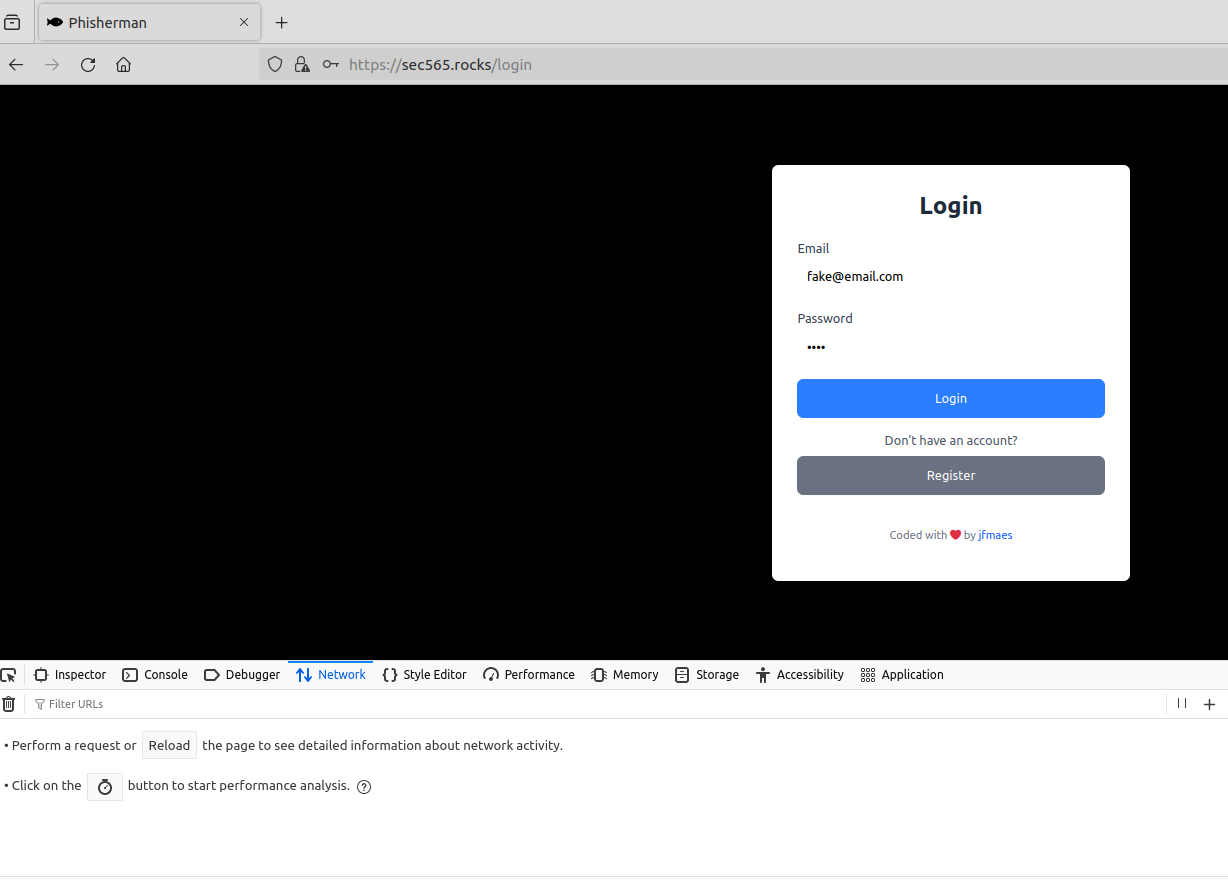 Phisherman
https://sec565.rocks/login
Login
Email
fake@email.com
Password
••••
Login
Don't have an account?
Register
Coded with ❤ by jfmaes
Inspector Console Debugger Network Style Editor Performance Memory Storage Accessibility Application
Filter URLs
• Perform a request or Reload the page to see detailed information about network activity.
• Click on the button to start performance analysis. ?